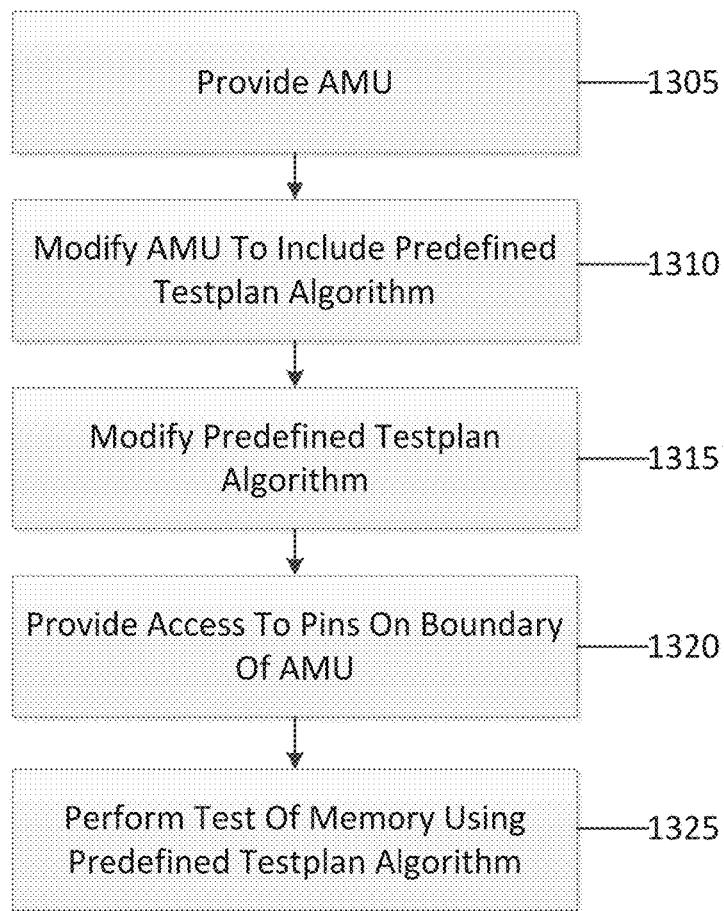 Provide AMU
1305
Modify AMU To Include Predefined
Testplan Algorithm
1310
Modify Predefined Testplan
Algorithm
1315
Provide Access To Pins On Boundary
Of AMU
1320
Perform Test Of Memory Using
Predefined Testplan Algorithm
1325